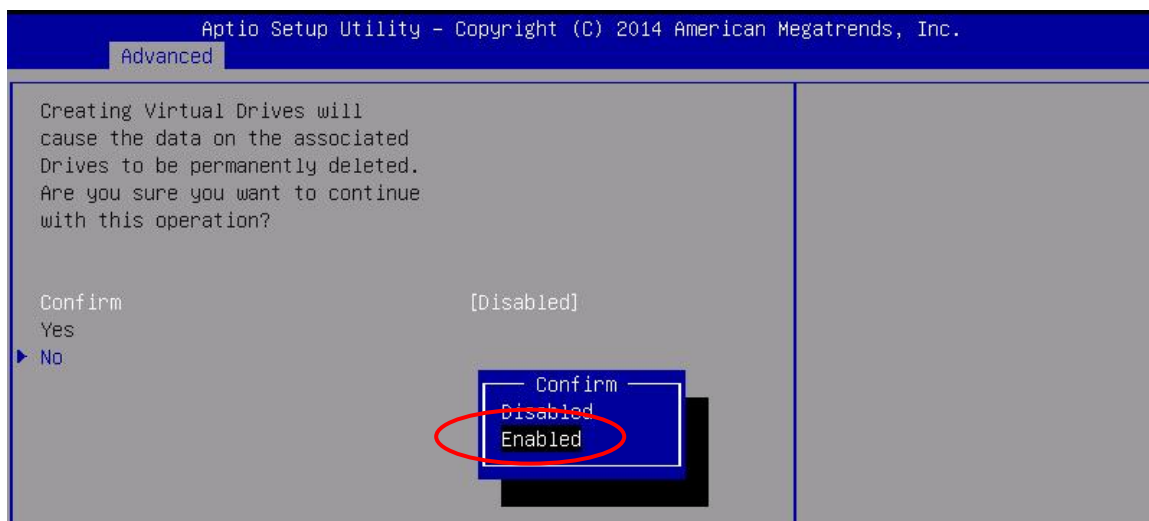 Aptio Setup Utility – Copyright (C) 2014 American Megatrends, Inc.
Advanced
Creating Virtual Drives will
cause the data on the associated
Drives to be permanently deleted.
Are you sure you want to continue
with this operation?
Confirm [Disabled]
Yes
No
Confirm
Disabled
Enabled